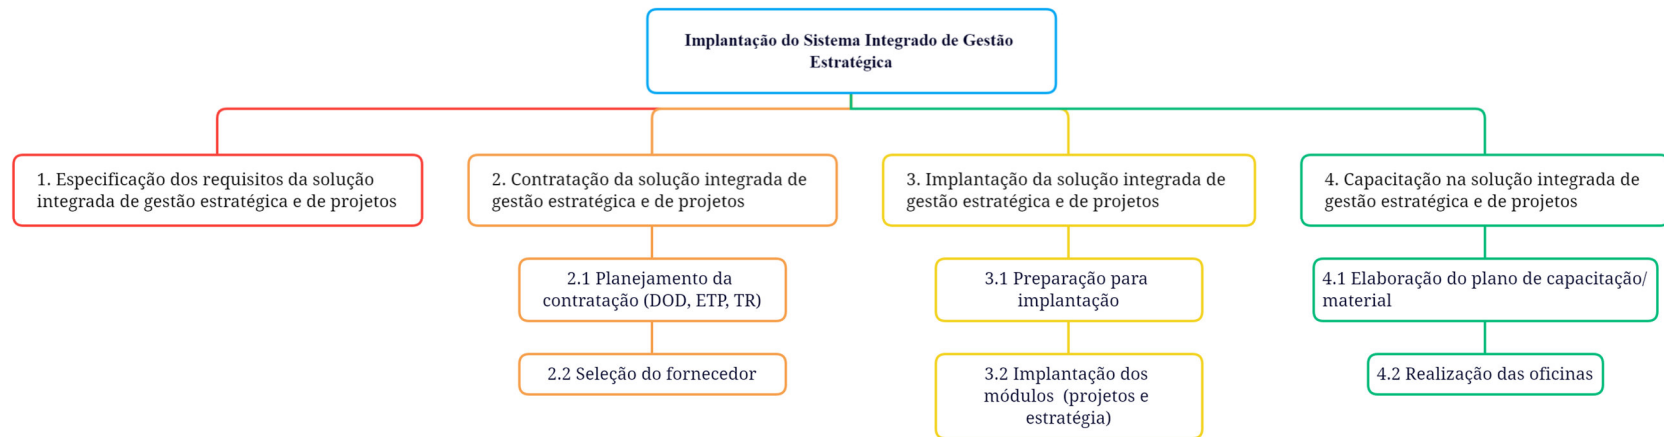 Implantação do Sistema Integrado de Gestão
Estratégica
1. Especificação dos requisitos da solução
integrada de gestão estratégica e de projetos
2. Contratação da solução integrada de
gestão estratégica e de projetos
2.1 Planejamento da
contratação (DOD, ETP, TR)
2.2 Seleção do fornecedor
3. Implantação da solução integrada de
gestão estratégica e de projetos
3.1 Preparação para
implantação
3.2 Implantação dos
módulos  (projetos e
estratégia)
4. Capacitação na solução integrada de
gestão estratégica e de projetos
4.1 Elaboração do plano de capacitação/
material
4.2 Realização das oficinas